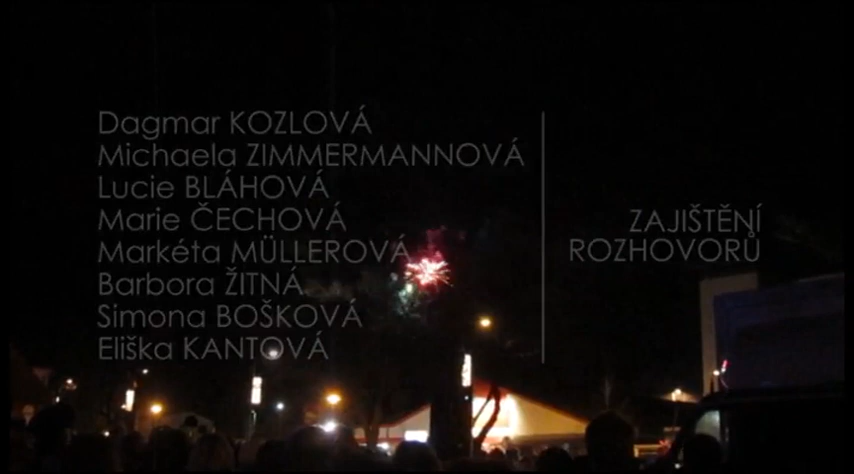 Dagmar KOZLOVÁ
Michaela ZIMMERMANNOVÁ
Lucie BLÁHOVÁ
Marie ČECHOVÁ
Markéta MÜLLEROVÁ
Barbora ŽITNÁ
Simona BOŠKOVÁ
Eliška KANTOVÁ
ZAJIŠTĚNÍ
ROZHOVORŮ